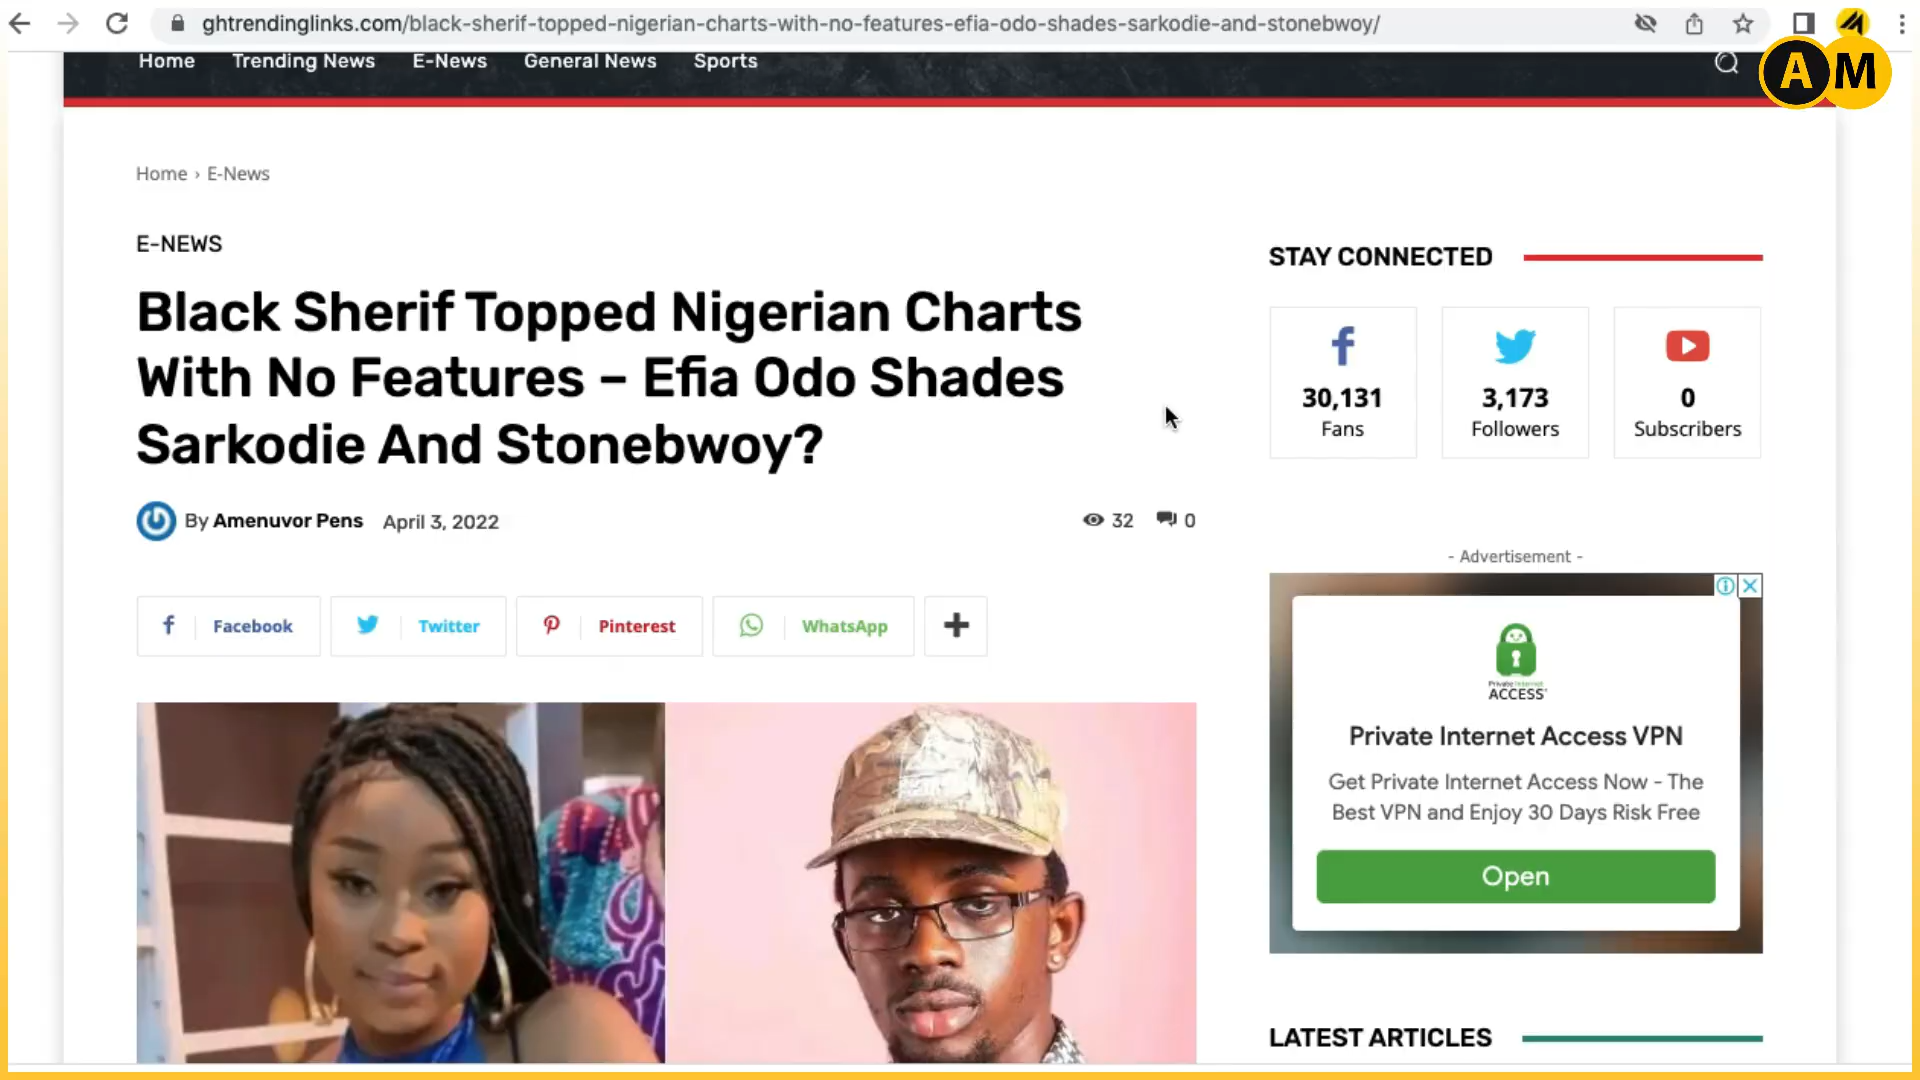 ghtrendinglinks.com/black-sherif-topped-nigerian-charts-with-no-features-efia-odo-shades-sarkodie-and-stonebwoy/
AM
Home Trending News E-News General News Sports
Home › E-News
E-NEWS
Black Sherif Topped Nigerian Charts
With No Features – Efia Odo Shades
Sarkodie And Stonebwoy?
By Amenuvor Pens April 3, 2022 32 0
Facebook Twitter Pinterest WhatsApp
STAY CONNECTED
30,131 3,173 0
Fans Followers Subscribers
- Advertisement -
Private Internet
ACCESS
Private Internet Access VPN
Get Private Internet Access Now - The
Best VPN and Enjoy 30 Days Risk Free
Open
LATEST ARTICLES